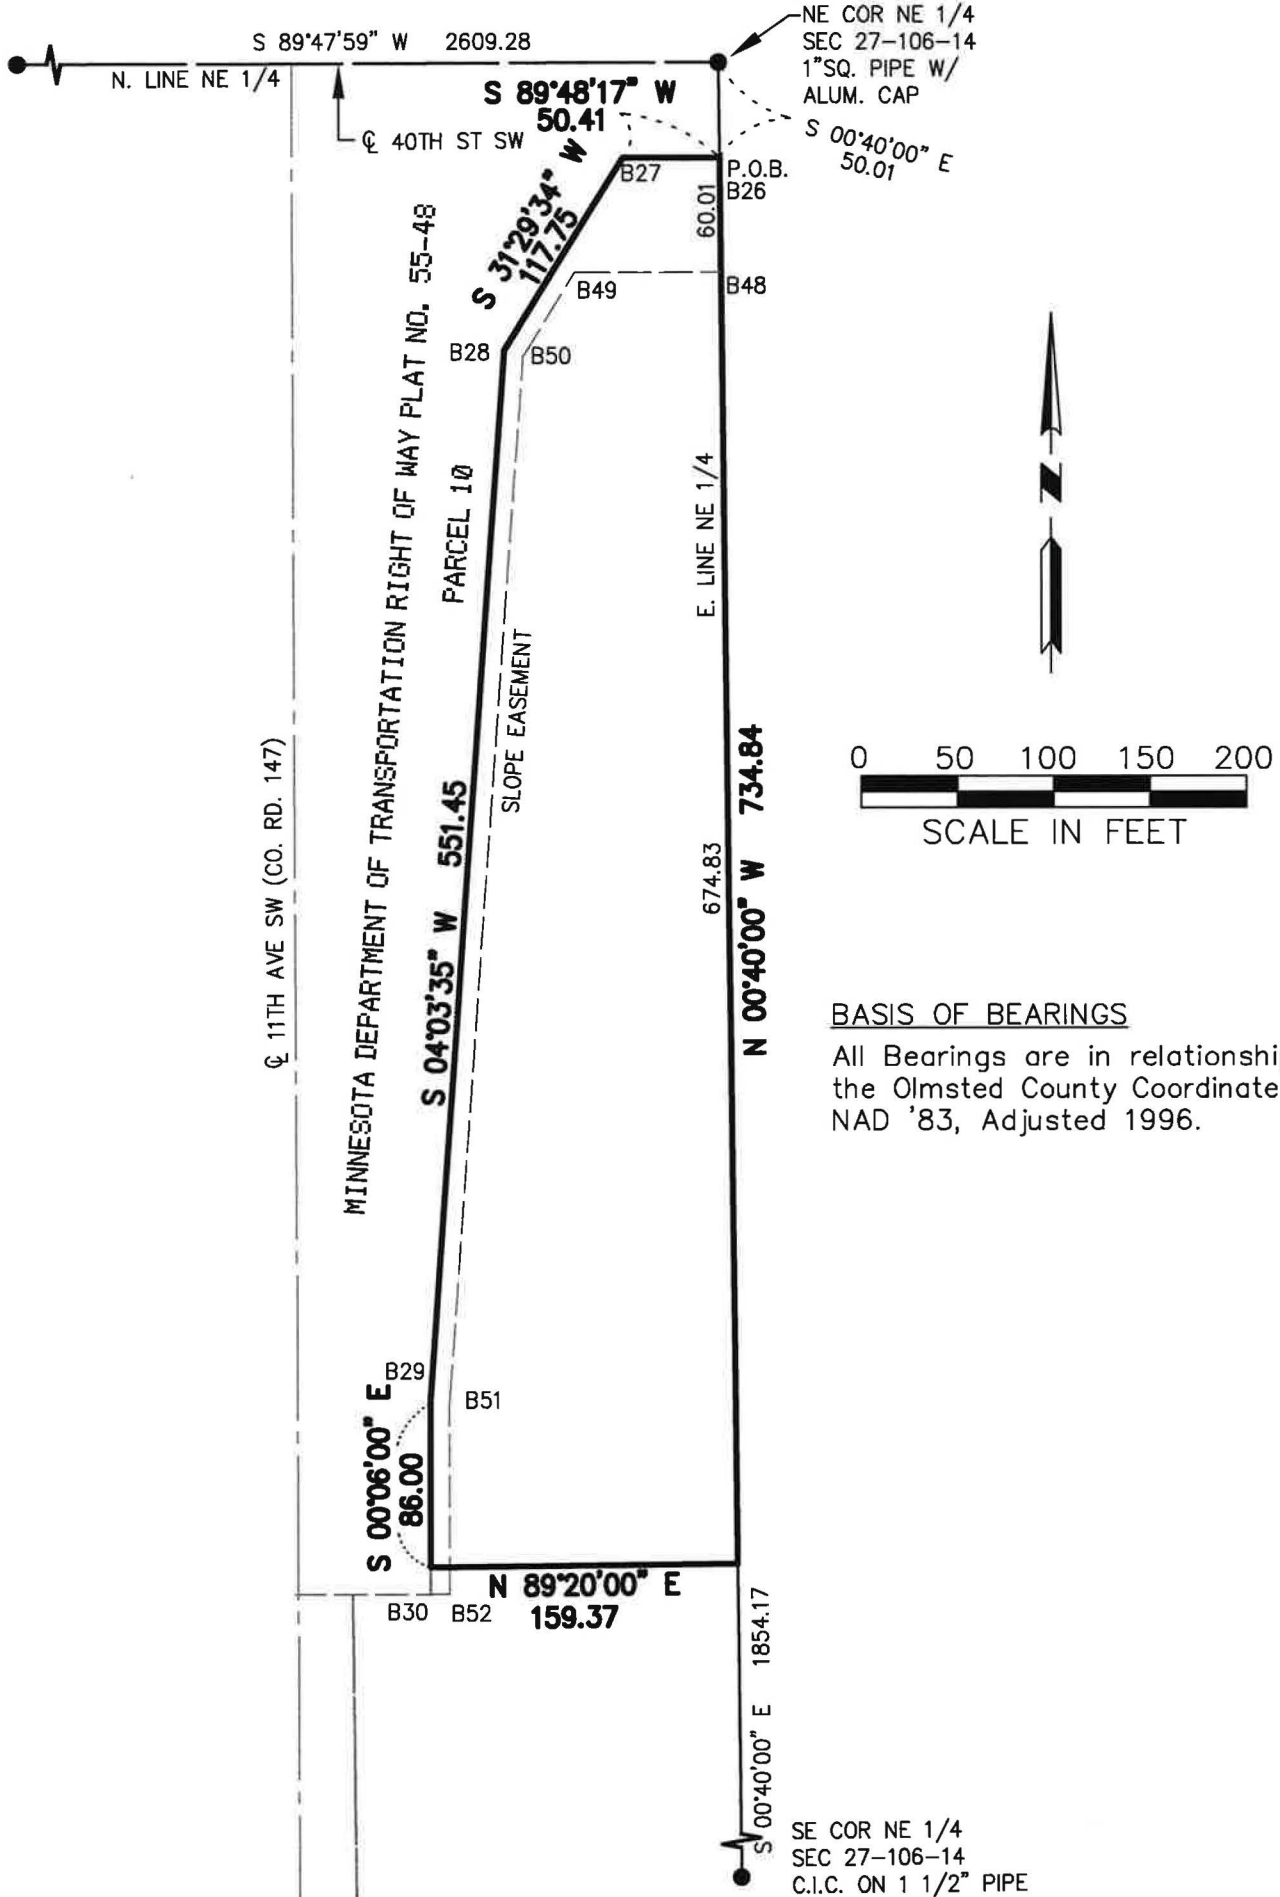 NE COR NE 1/4
SEC 27-106-14
1"SQ. PIPE W/
ALUM. CAP
S 89°47'59" W 2609.28
N. LINE NE 1/4
℄ 40TH ST SW
S 89°48'17" W
50.41
S 00°40'00" E
50.01
P.O.B.
B26
B27
60.01
S 31°29'34" W
117.75
B49
B48
B28
B50
MINNESOTA DEPARTMENT OF TRANSPORTATION RIGHT OF WAY PLAT NO. 55-48
PARCEL 10
E. LINE NE 1/4
N
SLOPE EASEMENT
S 04°03'35" W 551.45
N 00°40'00" W 734.84
674.83
℄ 11TH AVE SW (CO. RD. 147)
0 50 100 150 200
SCALE IN FEET
BASIS OF BEARINGS
All Bearings are in relationshi
the Olmsted County Coordinate
NAD '83, Adjusted 1996.
B29
B51
S 00°06'00" E
86.00
N 89°20'00" E
159.37
B30
B52
S 00°40'00" E 1854.17
SE COR NE 1/4
SEC 27-106-14
C.I.C. ON 1 1/2" PIPE